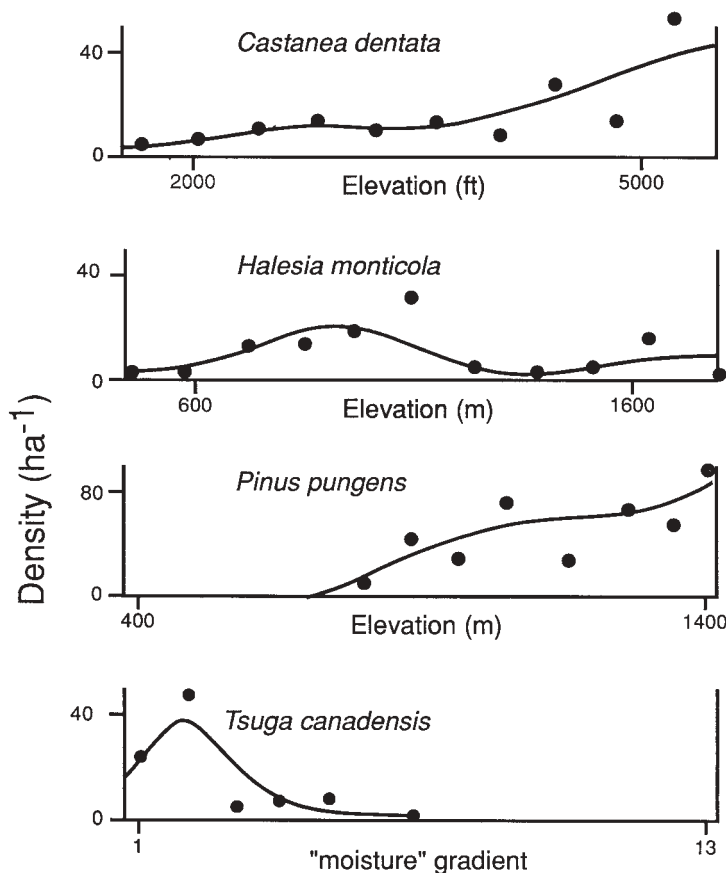 Castanea dentata
40
0
2000
Elevation (ft)
5000
Halesia monticola
40
0
600
Elevation (m)
1600
Density (ha-1)
Pinus pungens
80
0
400
Elevation (m)
1400
Tsuga canadensis
40
0
1
13
"moisture" gradient